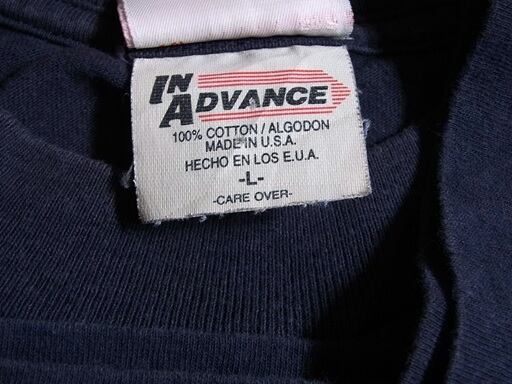 IN
ADVANCE
100% COTTON / ALGODON
MADE IN U.S.A.
HECHO EN LOS E.U.A.
-L-
-CARE OVER-